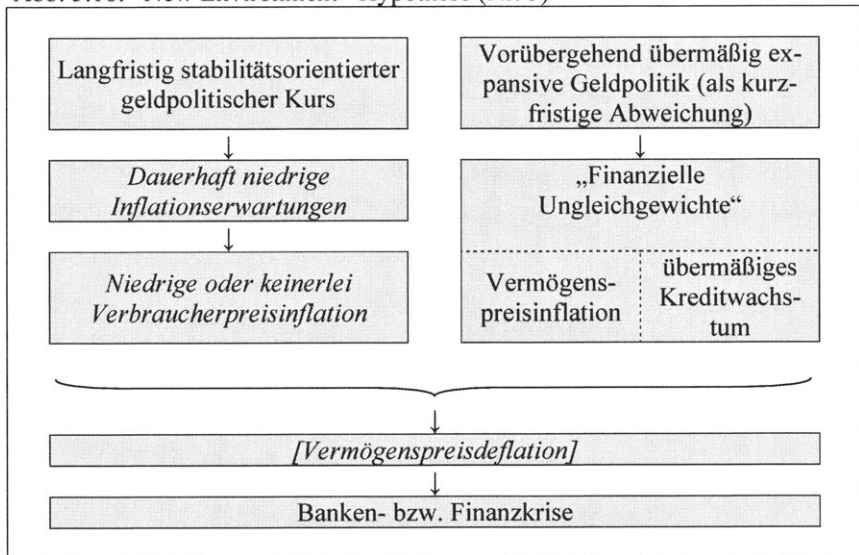 Langfristig stabilitätsorientierter
geldpolitischer Kurs
↓
Dauerhaft niedrige
Inflationserwartungen
↓
Niedrige oder keinerlei
Verbraucherpreisinflation
Vorübergehend übermäßig ex-
pansive Geldpolitik (als kurz-
fristige Abweichung)
↓
„Finanzielle
Ungleichgewichte“
Vermögens-
preisinflation
übermäßiges
Kreditwachs-
tum
↓
[Vermögenspreisdeflation]
↓
Banken- bzw. Finanzkrise